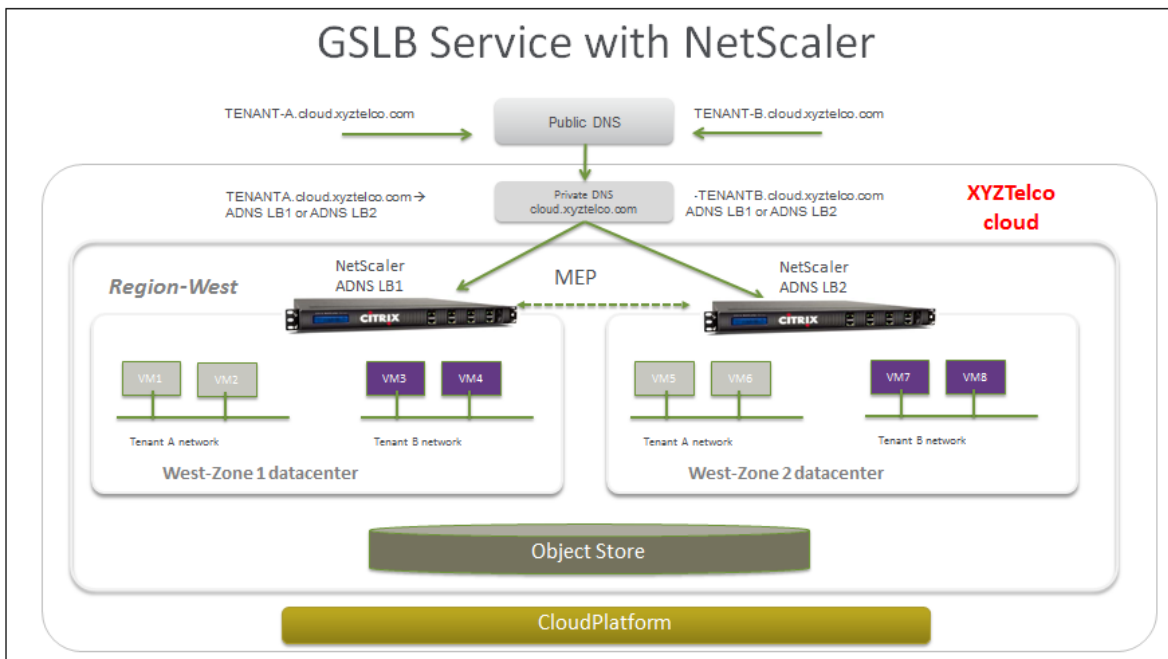 GSLB Service with NetScaler
TENANT-A.cloud.xyztelco.com
Public DNS
TENANT-B.cloud.xyztelco.com
TENANTA.cloud.xyztelco.com→
ADNS LB1 or ADNS LB2
Private DNS
cloud.xyztelco.com
-TENANTB.cloud.xyztelco.com
ADNS LB1 or ADNS LB2
XYZTelco
cloud
Region-West
NetScaler
ADNS LB1
MEP
NetScaler
ADNS LB2
CITRIX
CITRIX
VM1
VM2
VM3
VM4
VM5
VM6
VM7
VM8
Tenant A network
Tenant B network
Tenant A network
Tenant B network
West-Zone 1 datacenter
West-Zone 2 datacenter
Object Store
CloudPlatform